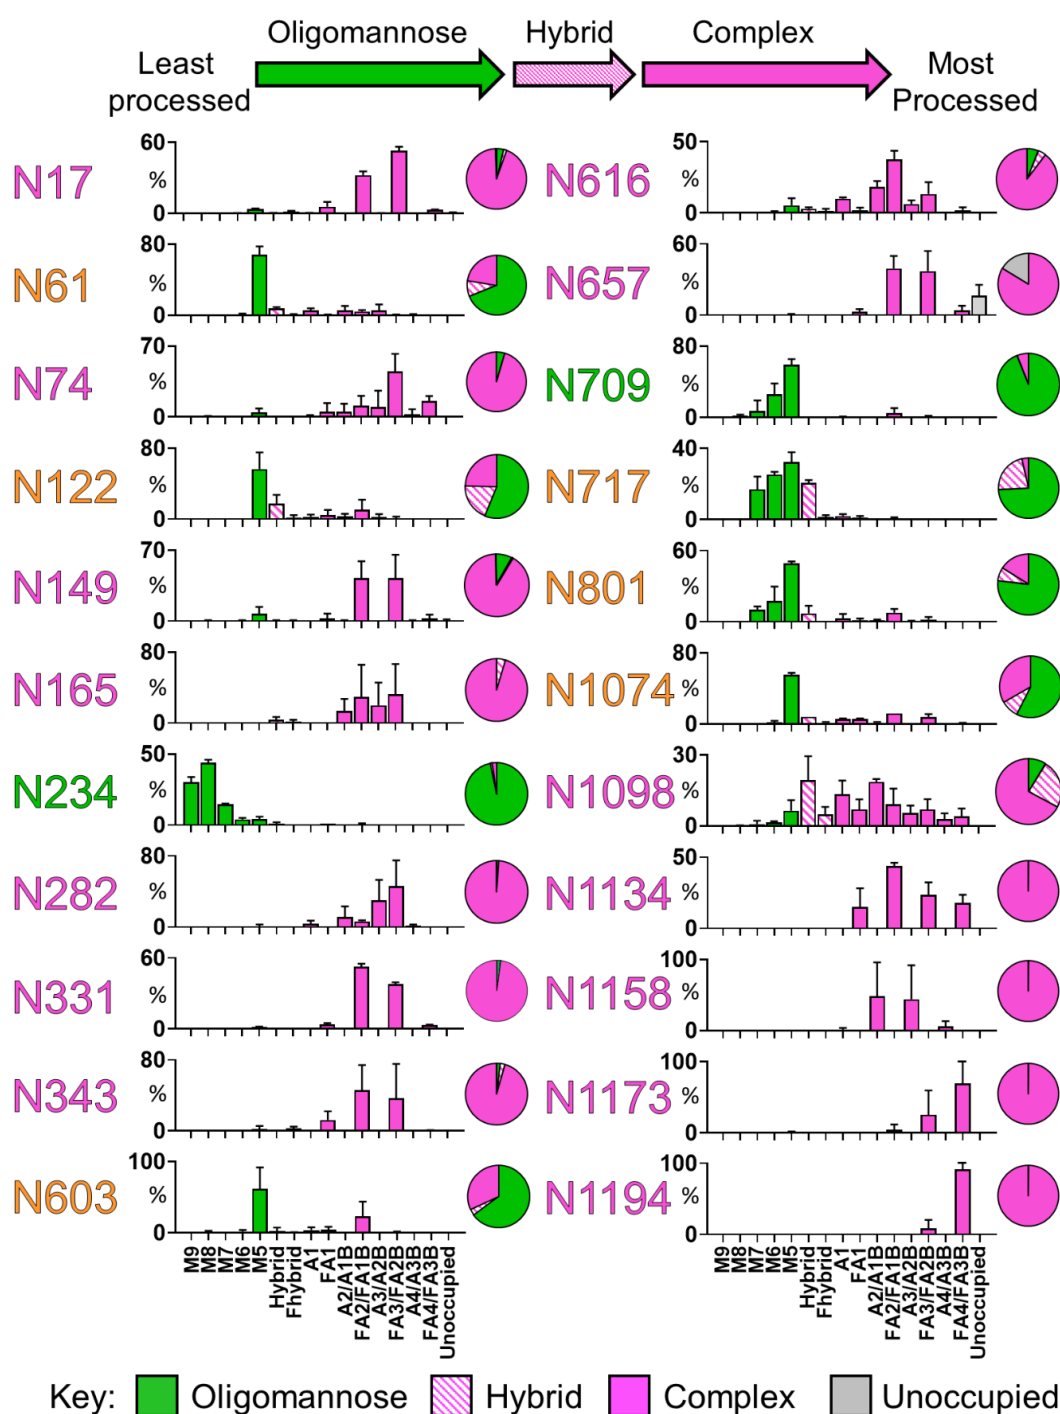 Oligomannose Hybrid Complex
Least processed
Most Processed
N17
60
%
0
N616
50
%
0
N61
80
%
0
N657
60
%
0
N74
70
%
0
N709
80
%
0
N122
80
%
0
N717
40
%
0
N149
70
%
0
N801
60
%
0
N165
80
%
0
N1074
80
%
0
N234
50
%
0
N1098
30
%
0
N282
80
%
0
N1134
50
%
0
N331
60
%
0
N1158
100
%
0
N343
80
%
0
N1173
100
%
0
N603
100
%
0
N1194
100
%
0
M9
M8
M7
M6
M5
Hybrid
Fhybrid
A1
FA1
A2/A1B
FA2/FA1B
A3/A2B
FA3/FA2B
A4/A3B
FA4/FA3B
Unoccupied
M9
M8
M7
M6
M5
Hybrid
Fhybrid
A1
FA1
A2/A1B
FA2/FA1B
A3/A2B
FA3/FA2B
A4/A3B
FA4/FA3B
Unoccupied
Key: Oligomannose Hybrid Complex Unoccupied